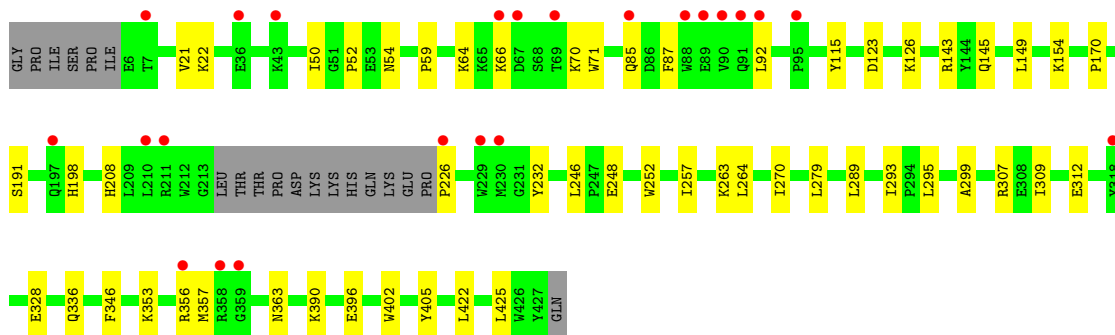 GLY PRO ILE SER PRO ILE E6 T7 V21 K22 E36 K43 I50 G51 P52 E53 N54 P59 K64 K65 K66 D67 S68 T69 K70 W71 Q85 D86 F87 W88 E89 V90 Q91 L92 P95 Y115 D123 K126 R143 Y144 Q145 L149 K154 P170
S191 Q197 H198 H208 L209 L210 R211 W212 G213 LEU THR THR PRO ASP LYS LYS HIS GLN LYS GLU PRO P226 W229 M230 G231 Y232 L246 P247 E248 W252 I257 K263 L264 I270 L279 L289 I293 P294 L295 A299 R307 E308 I309 E312 Y318
E328 Q336 F346 K353 R356 M357 R358 G359 N363 K390 E396 W402 Y405 L422 L425 W426 Y427 GLN